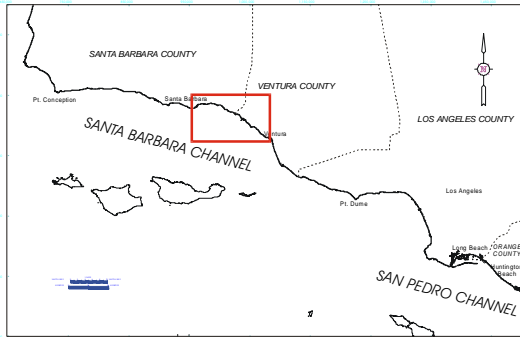 SANTA BARBARA COUNTY
VENTURA COUNTY
N
Pt. Conception
Santa Barbara
LOS ANGELES COUNTY
SANTA BARBARA CHANNEL
Ventura
Los Angeles
Pt. Dume
Long Beach
ORANGE
COUNTY
Huntington
Beach
SAN PEDRO CHANNEL